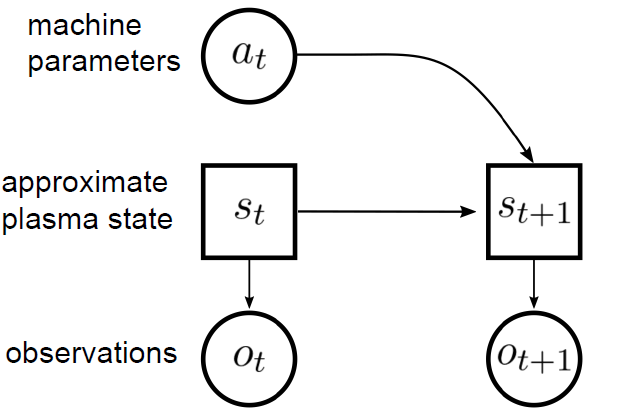 machine
parameters
a_t
approximate
plasma state
s_t
s_{t+1}
observations
o_t
o_{t+1}